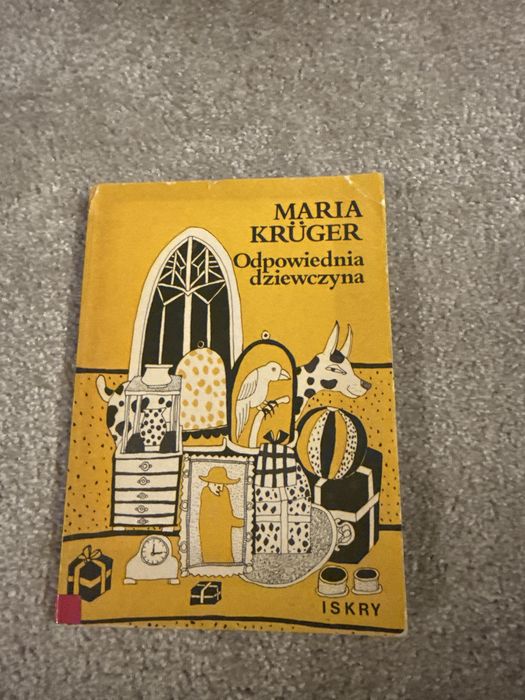 MARIA
KRÜGER
Odpowiednia
dziewczyna
ISKRY